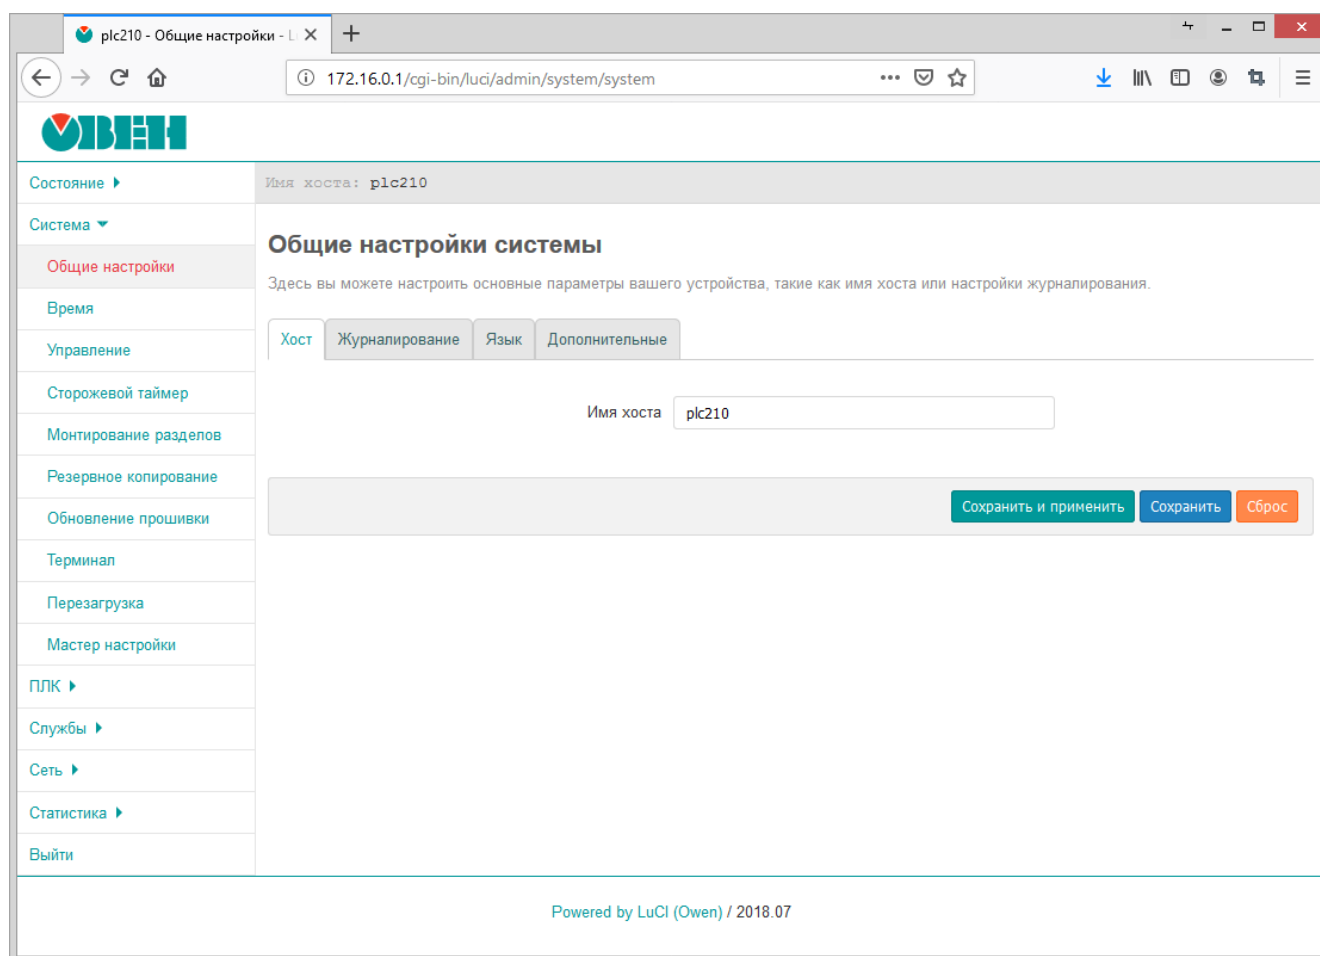 plc210 - Общие настройки - L
172.16.0.1/cgi-bin/luci/admin/system/system
ОВЕН
Состояние
Имя хоста: plc210
Система
Общие настройки
Время
Управление
Сторожевой таймер
Монтирование разделов
Резервное копирование
Обновление прошивки
Терминал
Перезагрузка
Мастер настройки
ПЛК
Службы
Сеть
Статистика
Выйти
Общие настройки системы
Здесь вы можете настроить основные параметры вашего устройства, такие как имя хоста или настройки журналирования.
Хост Журналирование Язык Дополнительные
Имя хоста plc210
Сохранить и применить Сохранить Сброс
Powered by LuCI (Owen) / 2018.07